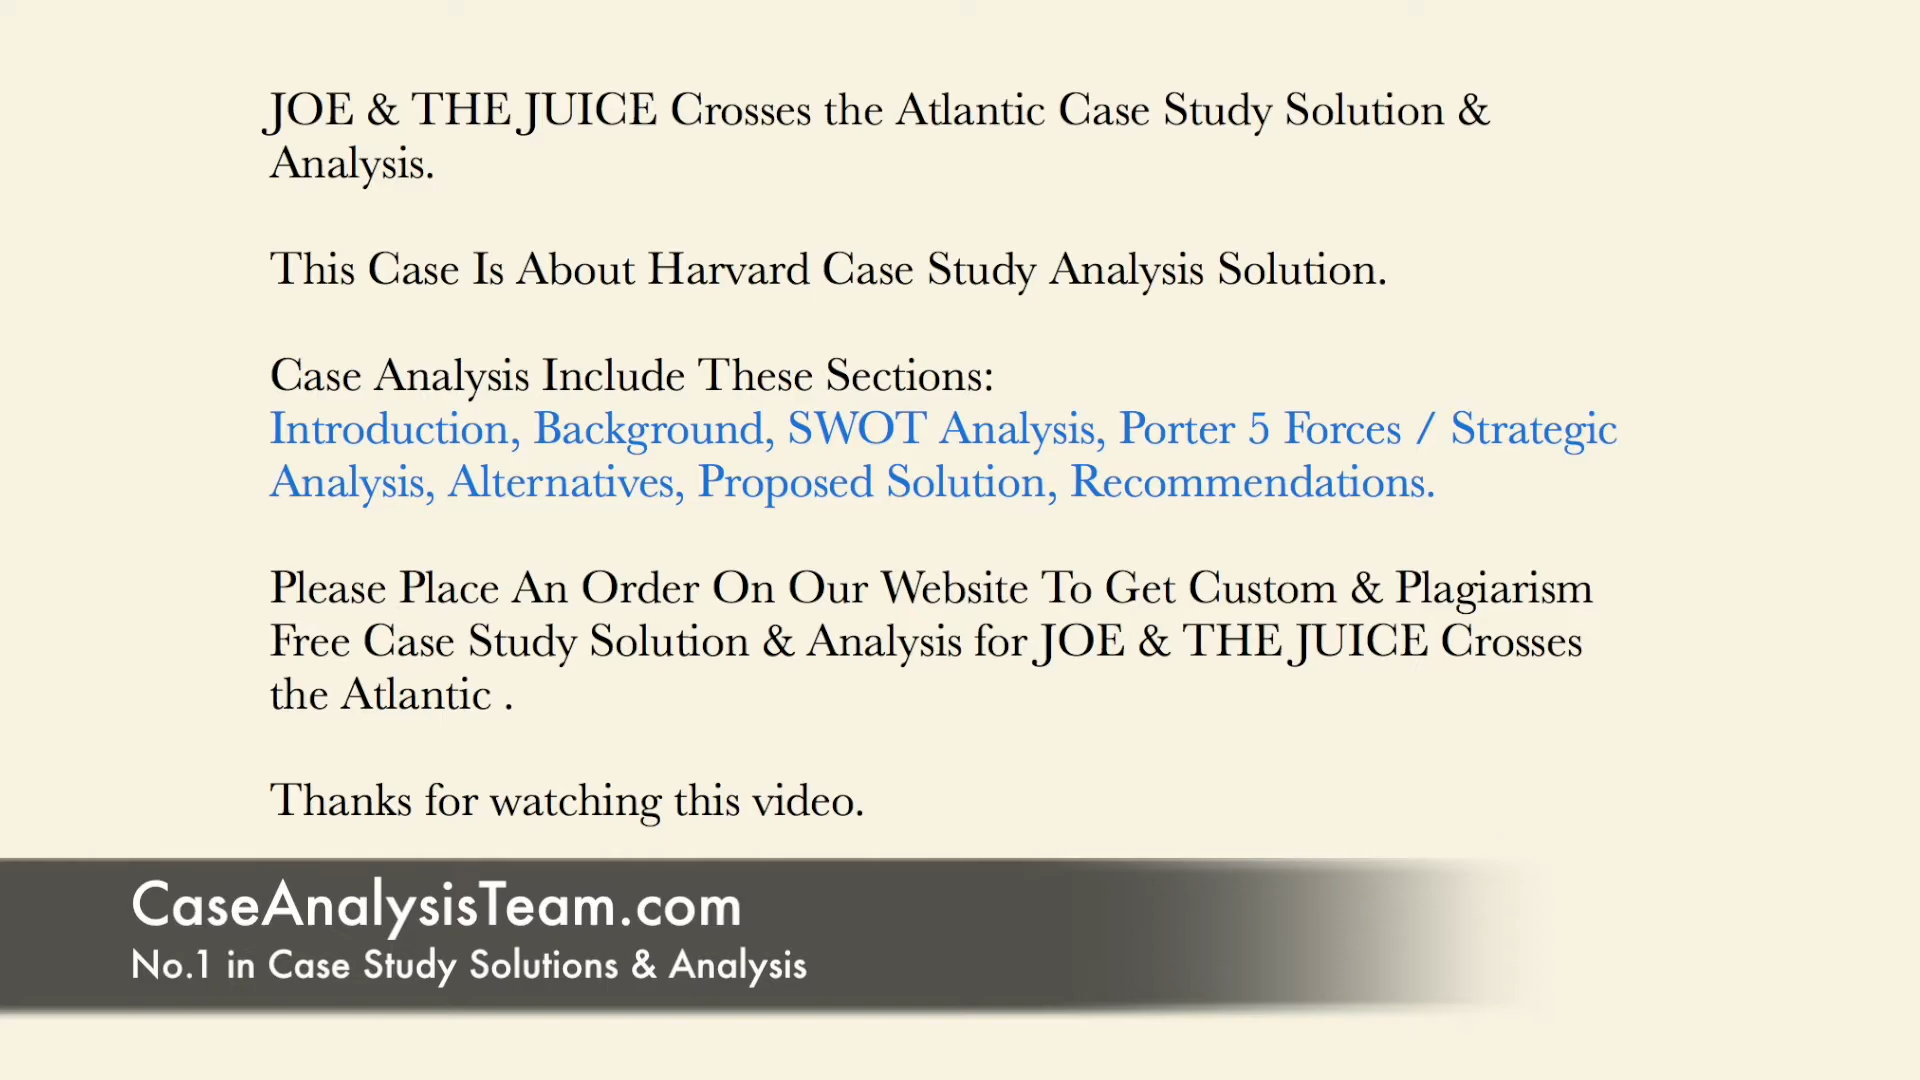 JOE & THE JUICE Crosses the Atlantic Case Study Solution &
Analysis.
This Case Is About Harvard Case Study Analysis Solution.
Case Analysis Include These Sections:
Introduction, Background, SWOT Analysis, Porter 5 Forces / Strategic
Analysis, Alternatives, Proposed Solution, Recommendations.
Please Place An Order On Our Website To Get Custom & Plagiarism
Free Case Study Solution & Analysis for JOE & THE JUICE Crosses
the Atlantic .
Thanks for watching this video.
CaseAnalysisTeam.com
No.1 in Case Study Solutions & Analysis